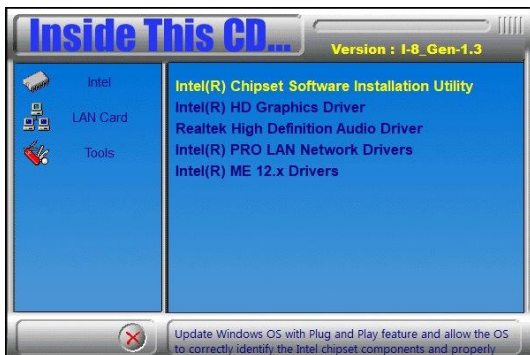 Inside This CD...
Version : I-8_Gen-1.3
Intel
LAN Card
Tools
Intel(R) Chipset Software Installation Utility
Intel(R) HD Graphics Driver
Realtek High Definition Audio Driver
Intel(R) PRO LAN Network Drivers
Intel(R) ME 12.x Drivers
Update Windows OS with Plug and Play feature and allow the OS
to correctly identify the Intel chipset components and properly